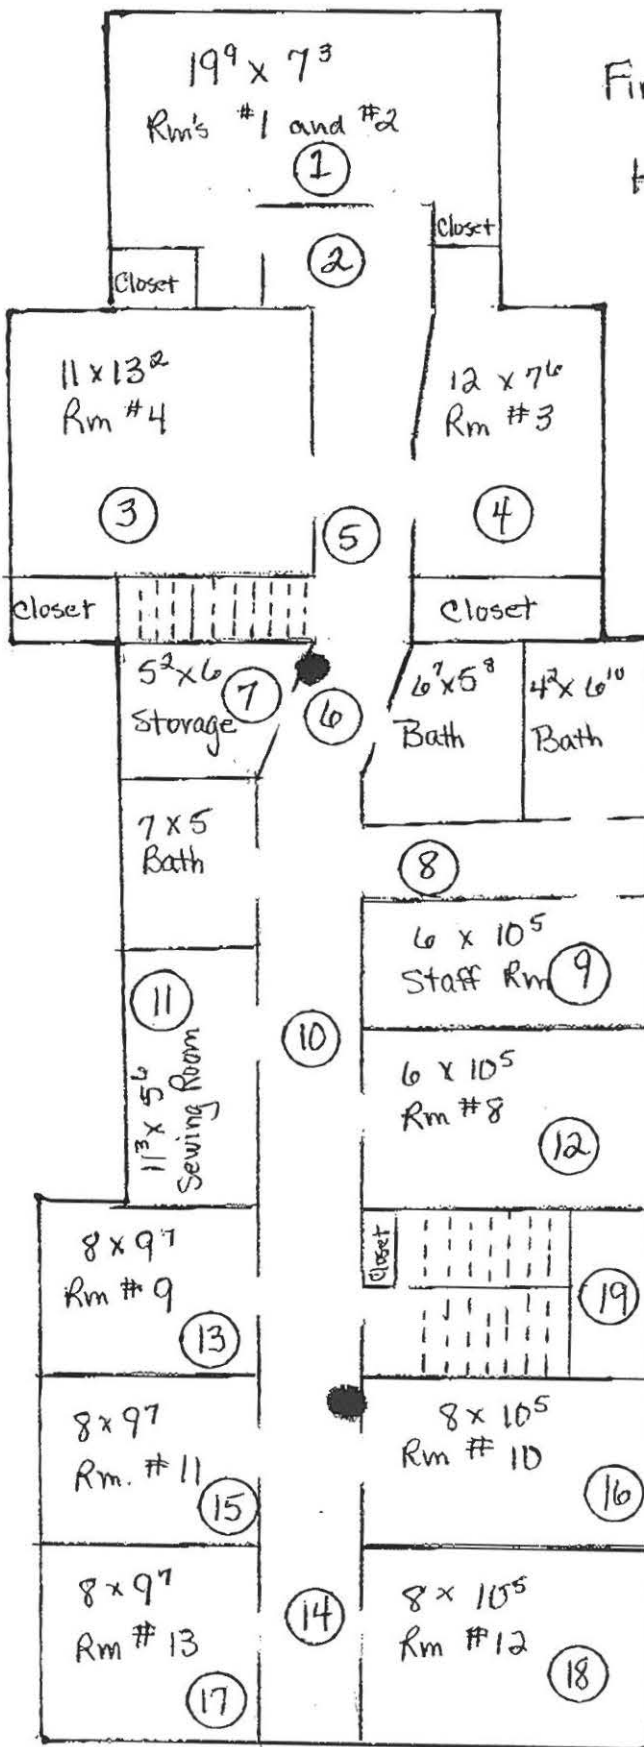 19⁹ x 7³
Rm's #1 and #2
1
2
Closet
Closet
11 x 13²
Rm #4
12 x 7⁶
Rm #3
3
4
5
Closet
Closet
5² x 6
Storage
7
6
6⁷ x 5⁸
Bath
4² x 6¹⁰
Bath
7 x 5
Bath
8
6 x 10⁵
Staff Rm
9
11
10
11³ x 5⁶
Sewing Room
6 x 10⁵
Rm #8
12
8 x 9⁷
Rm #9
13
Closet
19
8 x 9⁷
Rm. #11
15
8 x 10⁵
Rm #10
16
8 x 9⁷
Rm #13
17
14
8 x 10⁵
Rm #12
18